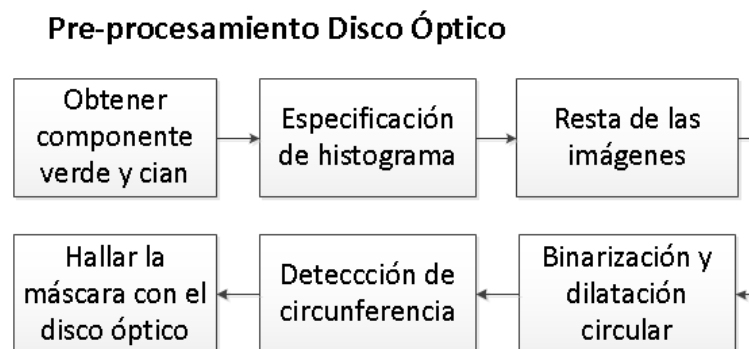 Pre-procesamiento Disco Óptico
Obtener
componente
verde y cian
Especificación
de histograma
Resta de las
imágenes
Binarización y
dilatación
circular
Deteccción de
circunferencia
Hallar la
máscara con el
disco óptico